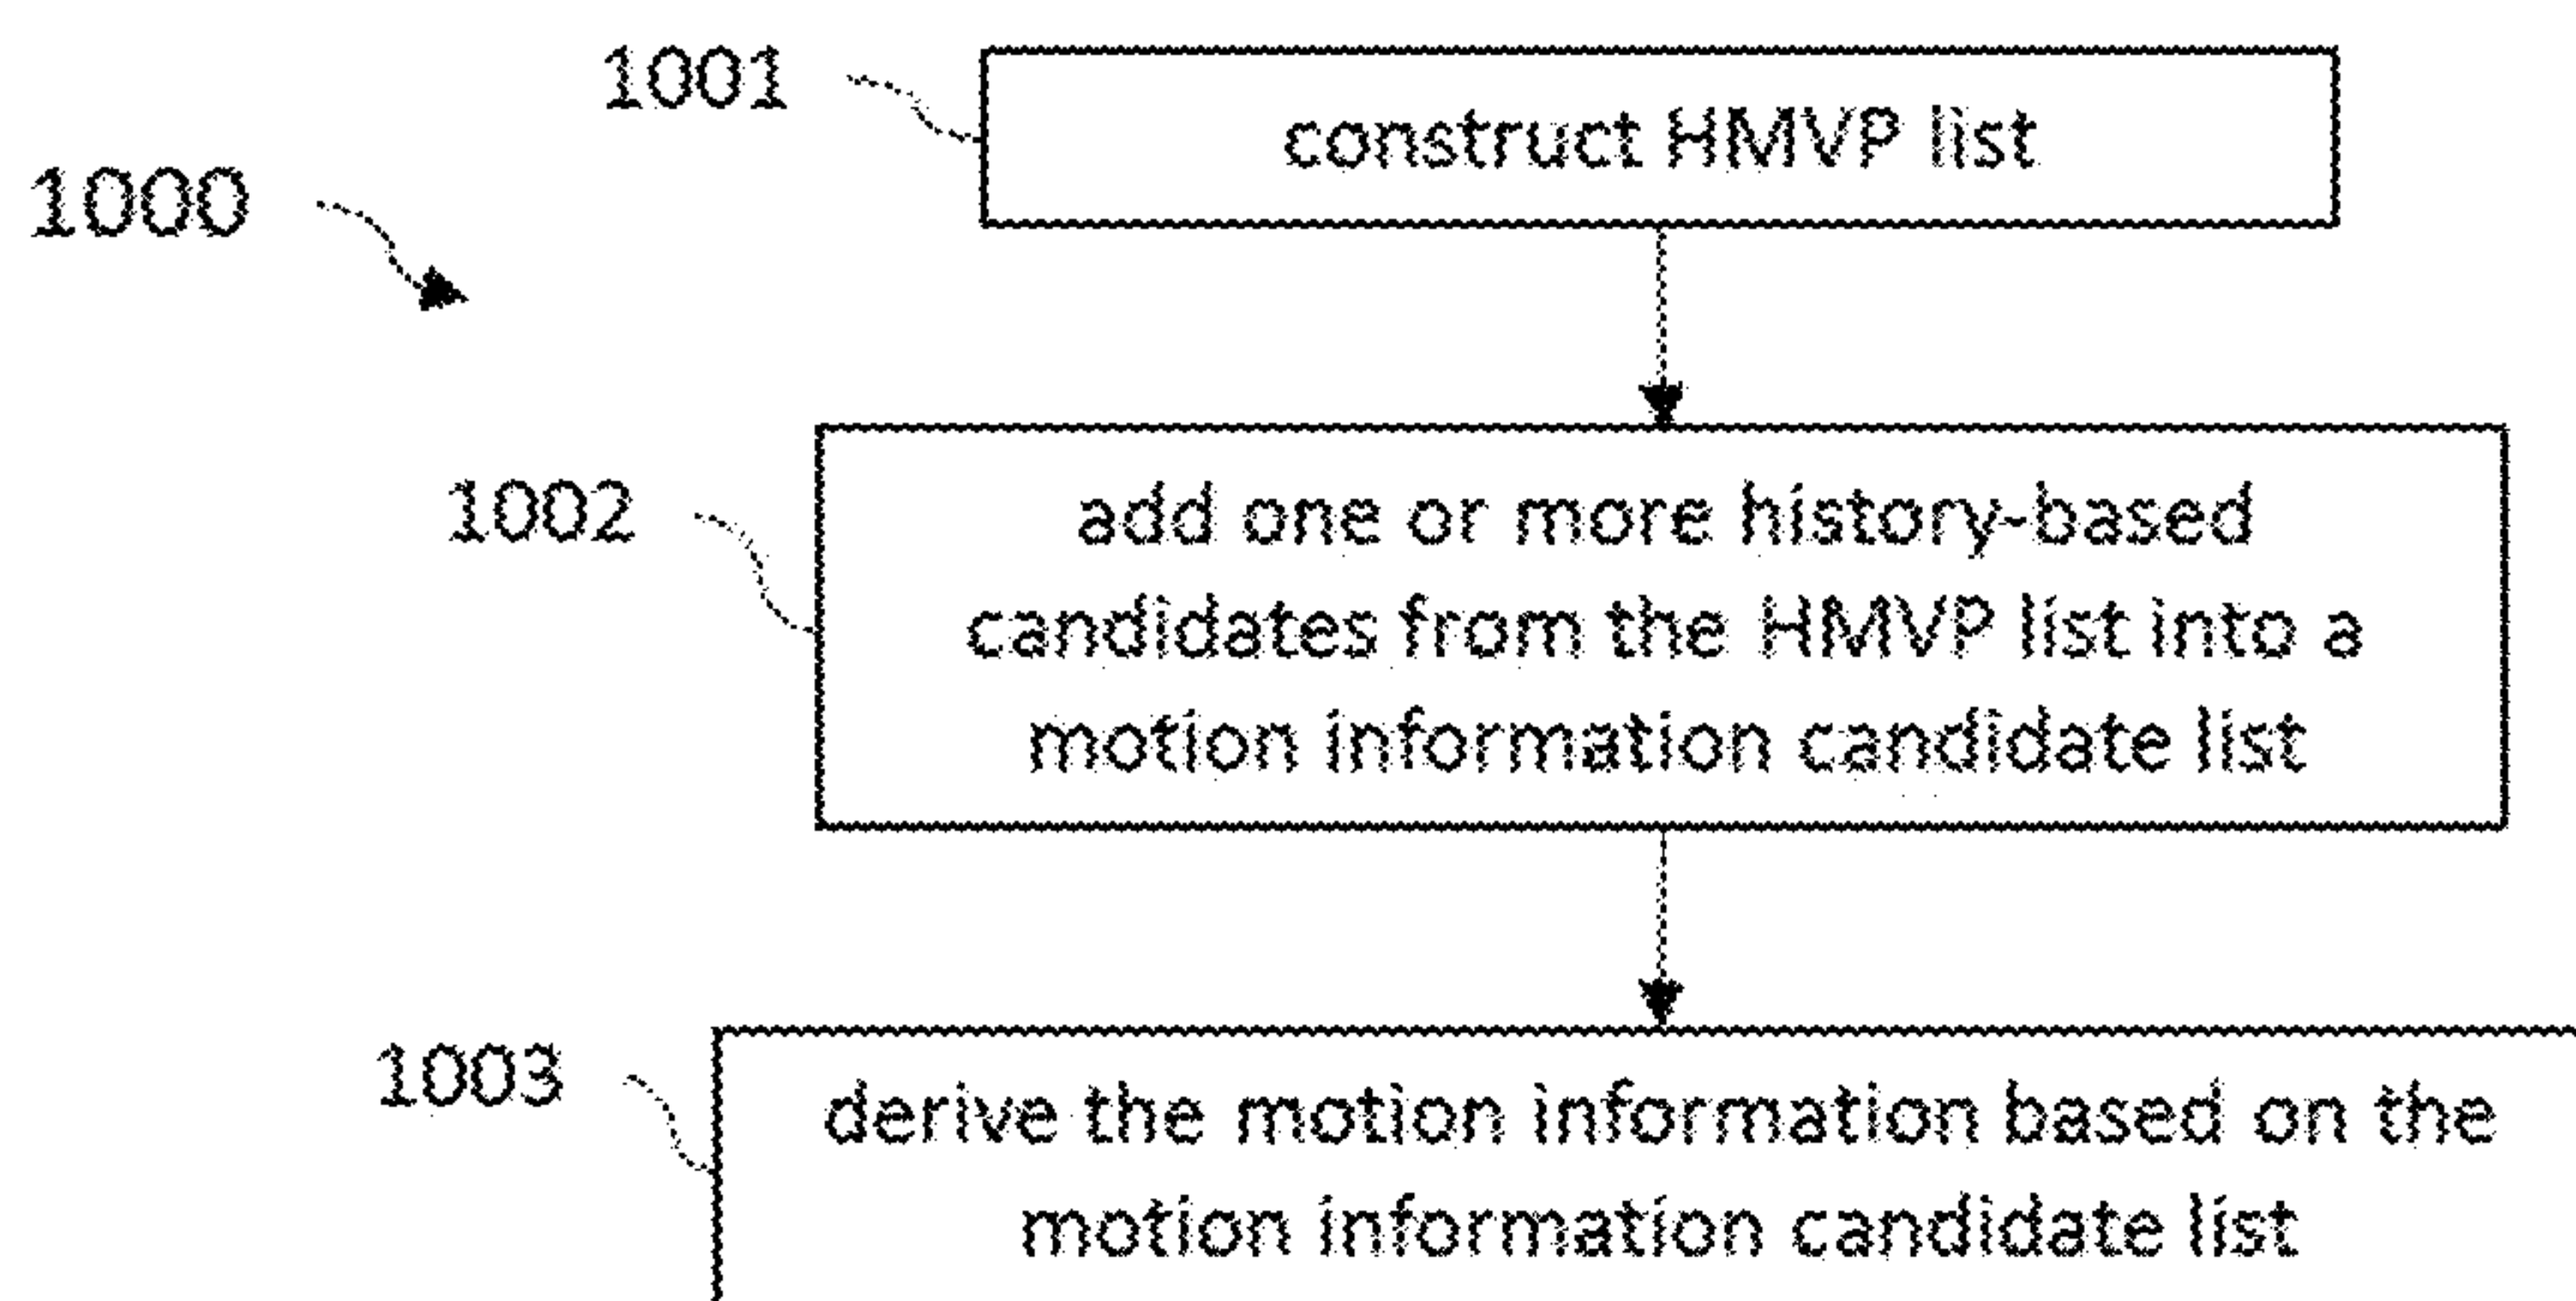 1001
construct HMVP list
1000
1002
add one or more history-based
candidates from the HMVP list into a
motion information candidate list
1003
derive the motion information based on the
motion information candidate list